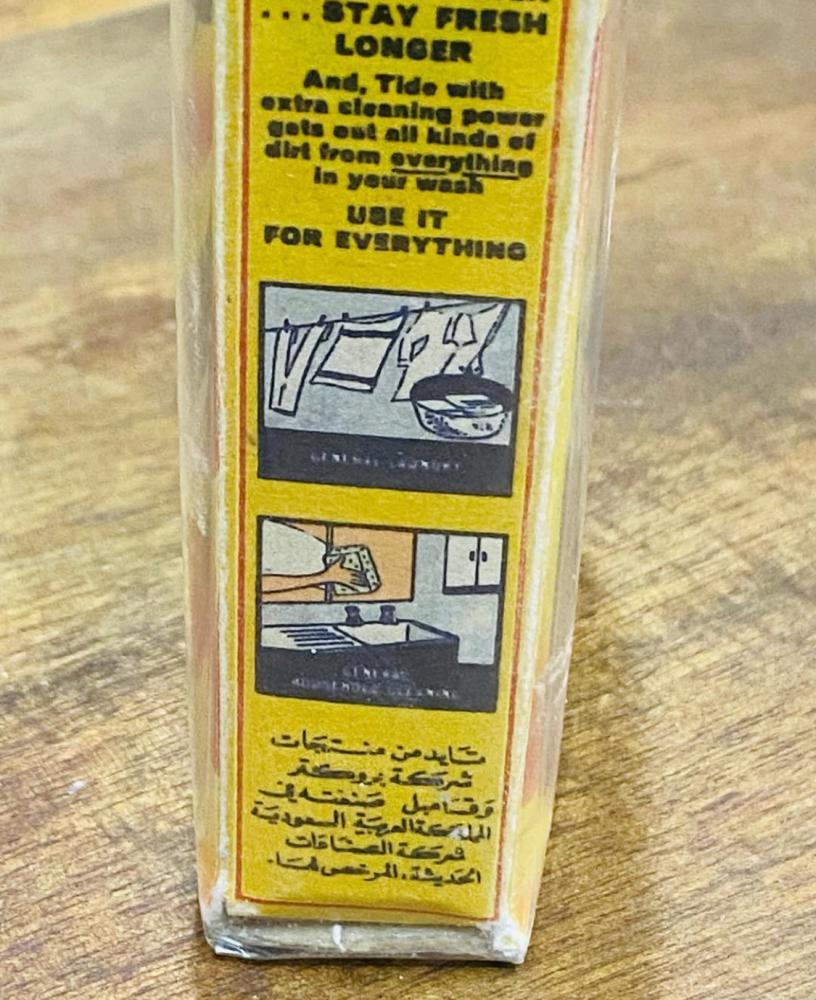 ... STAY FRESH
LONGER
And, Tide with
extra cleaning power
gets out all kinds of
dirt from everything
in your wash
USE IT
FOR EVERYTHING
GENERAL LAUNDRY
GENERAL
HOUSEHOLD CLEANING
تايد من منتجات
شركة بروكتر
وقامبل صنعته في
المملكة العربية السعودية
شركة الصناعات
الحديثة، المرخص لها.